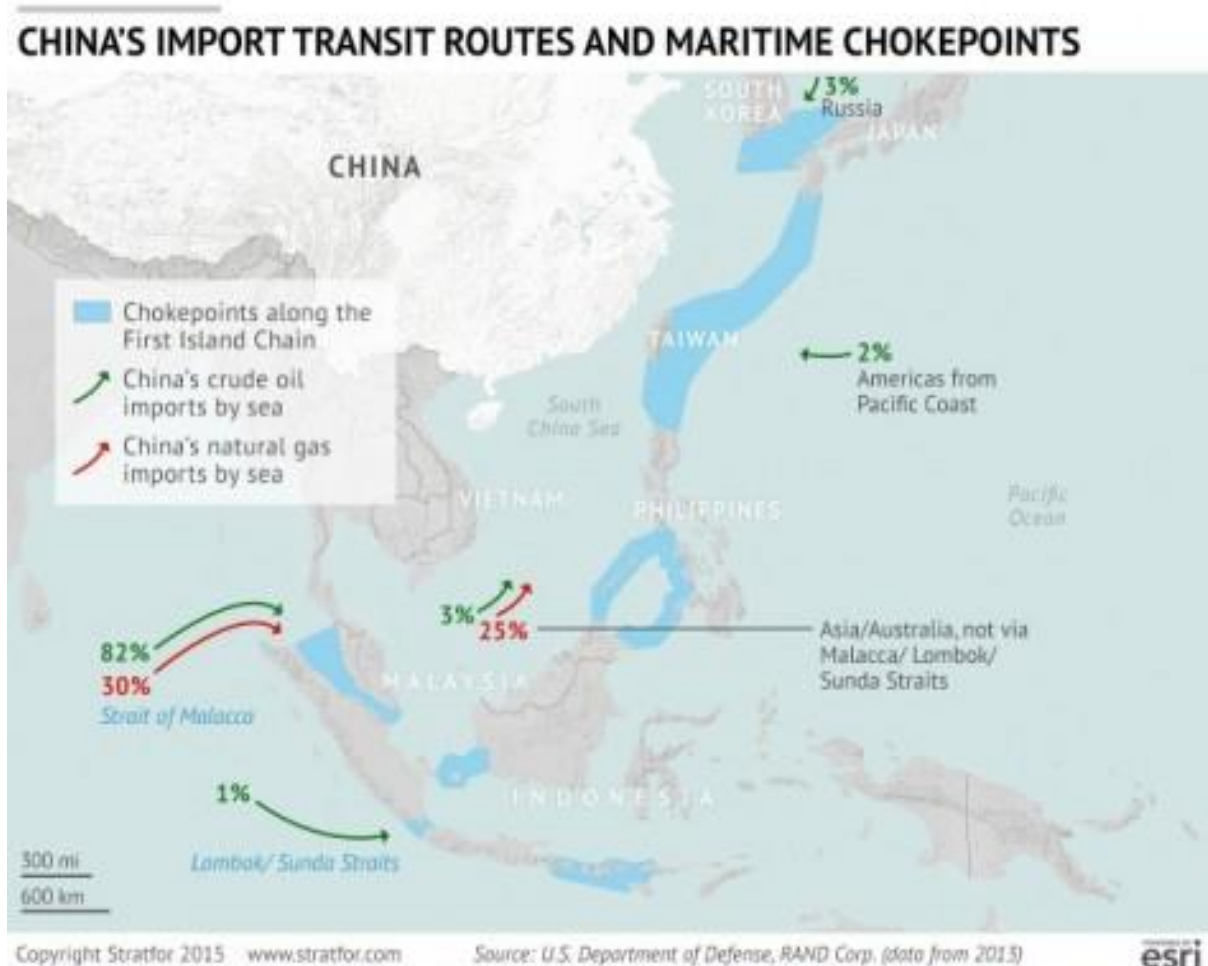 CHINA'S IMPORT TRANSIT ROUTES AND MARITIME CHOKEPOINTS
SOUTH
KOREA
3%
Russia
JAPAN
CHINA
Chokepoints along the
First Island Chain
China's crude oil
imports by sea
China's natural gas
imports by sea
TAIWAN
2%
Americas from
Pacific Coast
South
China Sea
VIETNAM
PHILIPPINES
Pacific
Ocean
3%
25%
Asia/Australia, not via
Malacca/ Lombok/
Sunda Straits
82%
30%
Strait of Malacca
MALAYSIA
INDONESIA
1%
Lombok/ Sunda Straits
300 mi
600 km
Copyright Stratfor 2015 www.stratfor.com
Source: U.S. Department of Defense, RAND Corp. (data from 2013)
esri